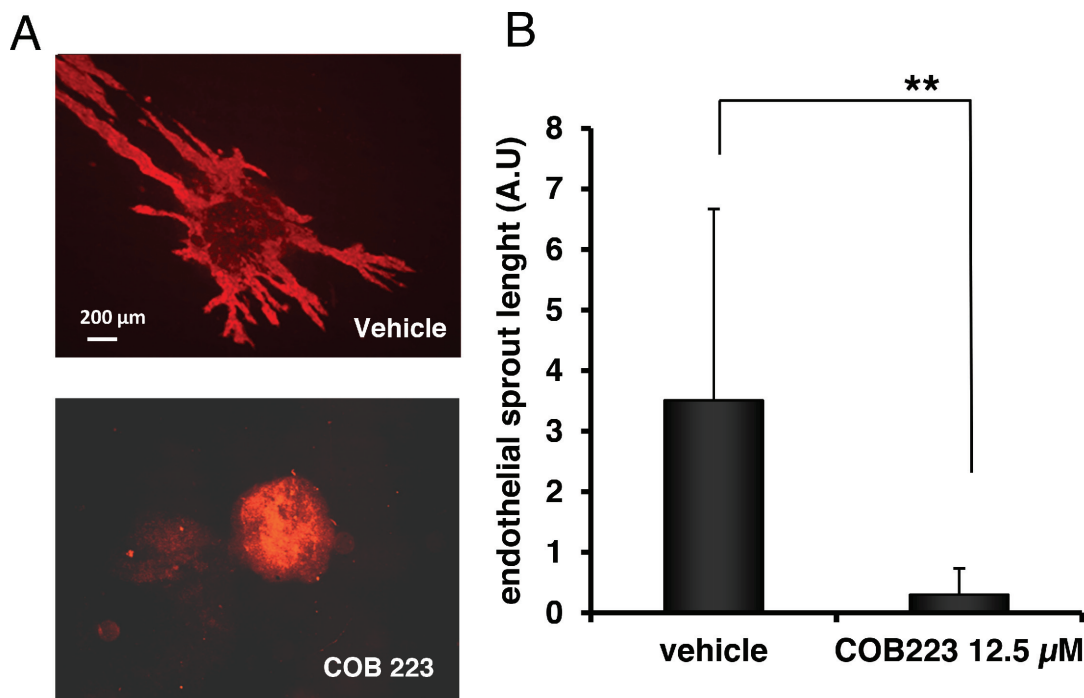 A
200 µm
Vehicle
COB 223
B
**
endothelial sprout lenght (A.U)
8
7
6
5
4
3
2
1
0
vehicle
COB223 12.5 µM